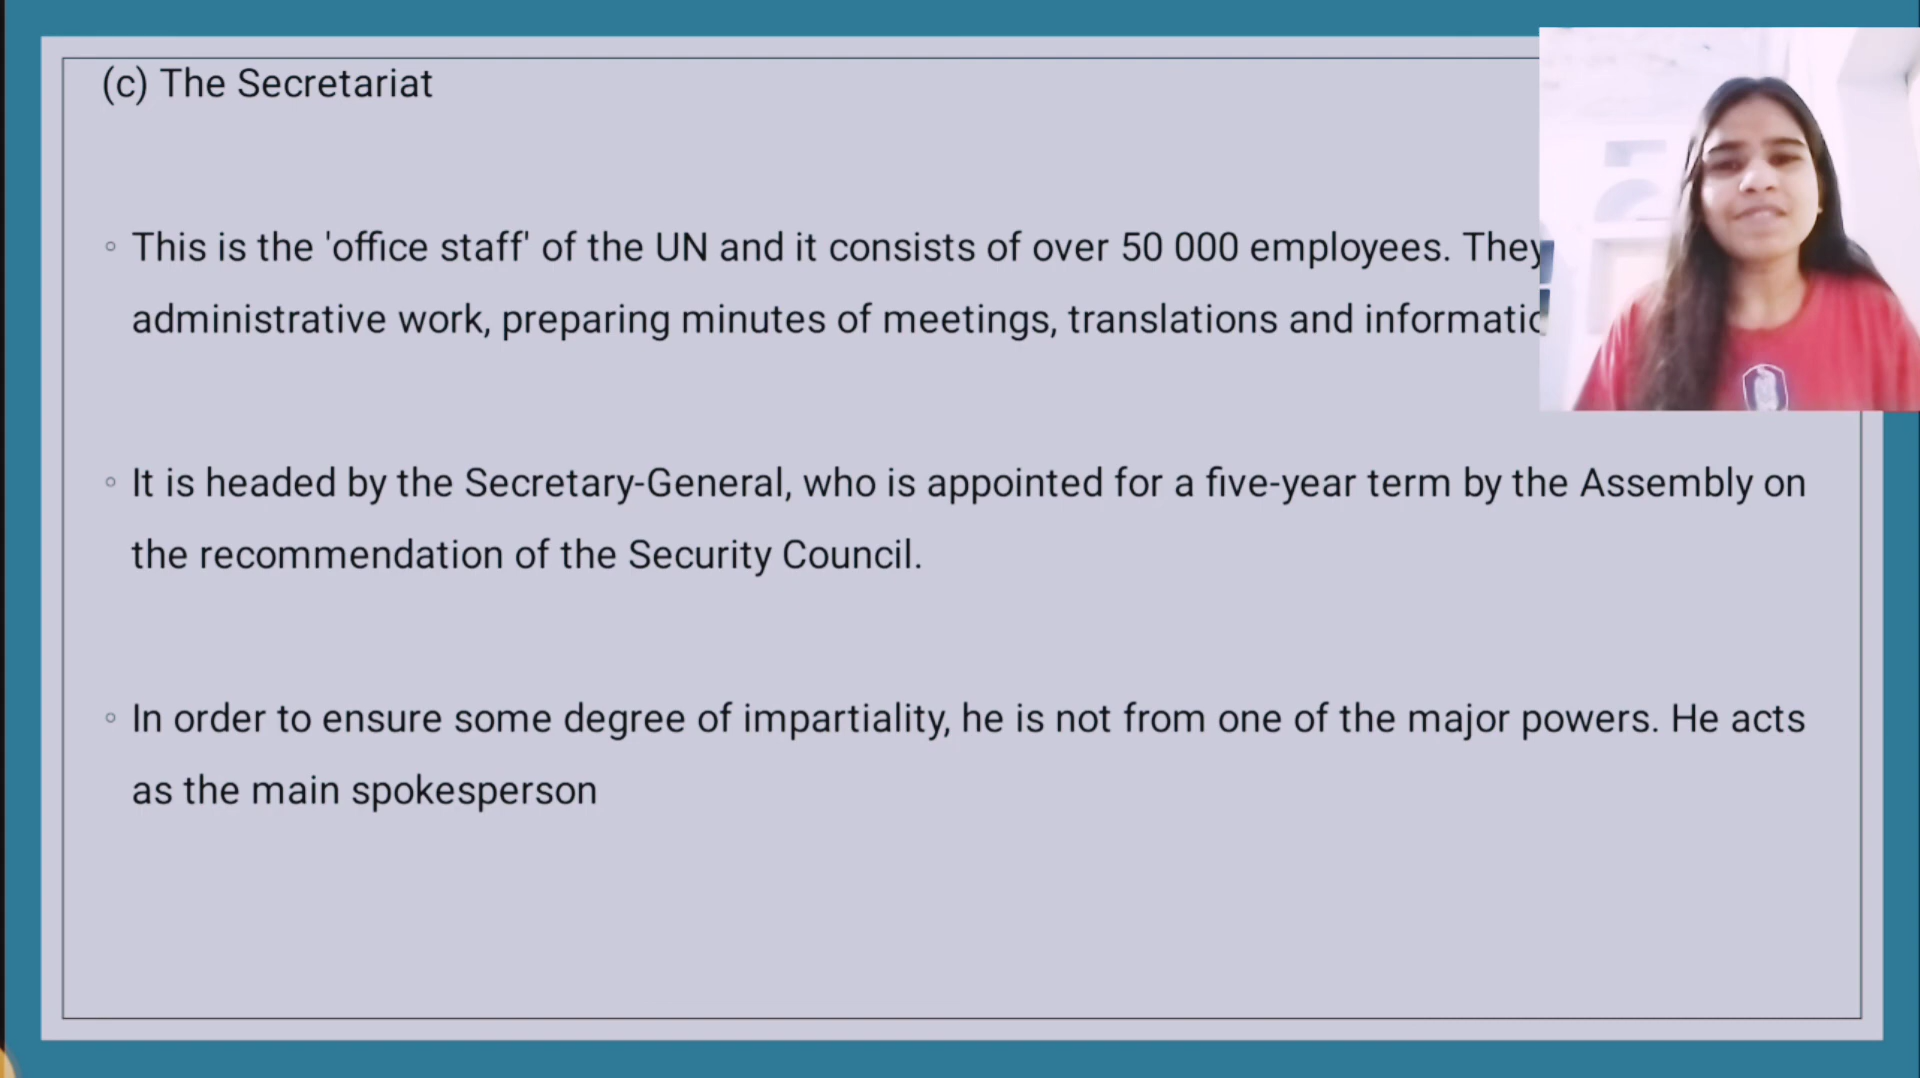 (c) The Secretariat
◦ This is the 'office staff' of the UN and it consists of over 50 000 employees. They
administrative work, preparing minutes of meetings, translations and
◦ It is headed by the Secretary-General, who is appointed for a five-year term by the Assembly on
the recommendation of the Security Council.
◦ In order to ensure some degree of impartiality, he is not from one of the major powers. He acts
as the main spokesperson